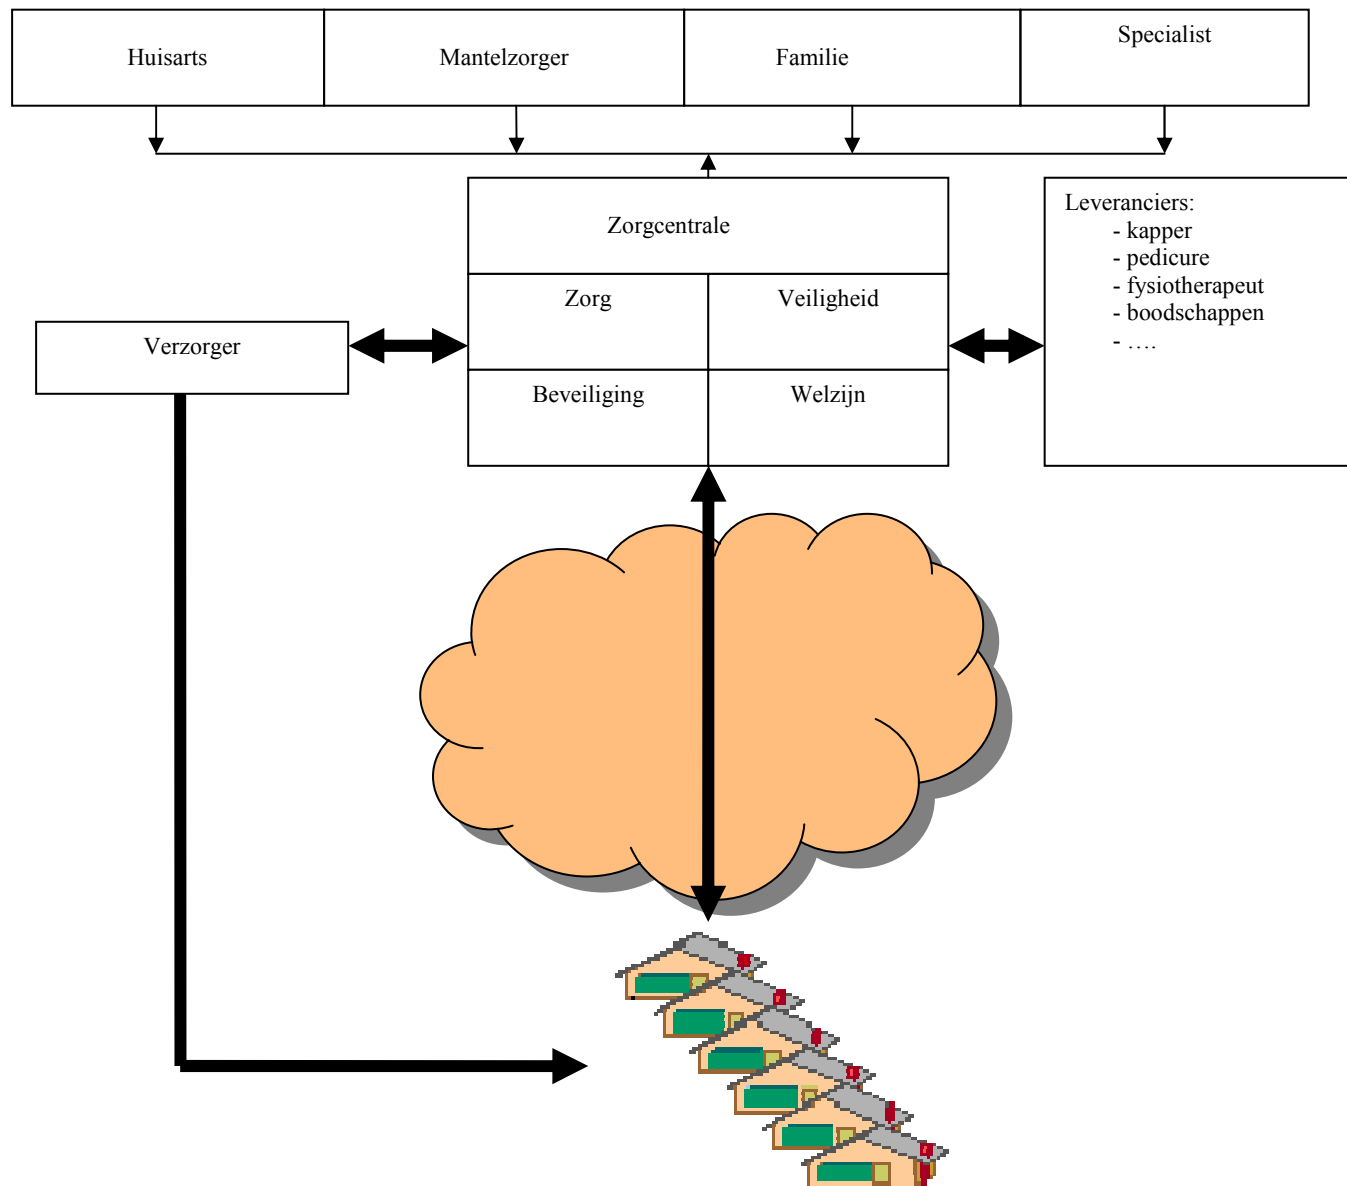 Huisarts
Mantelzorger
Familie
Specialist
Zorgcentrale
Zorg
Veiligheid
Beveiliging
Welzijn
Verzorger
Leveranciers:
- kapper
- pedicure
- fysiotherapeut
- boodschappen
- ….